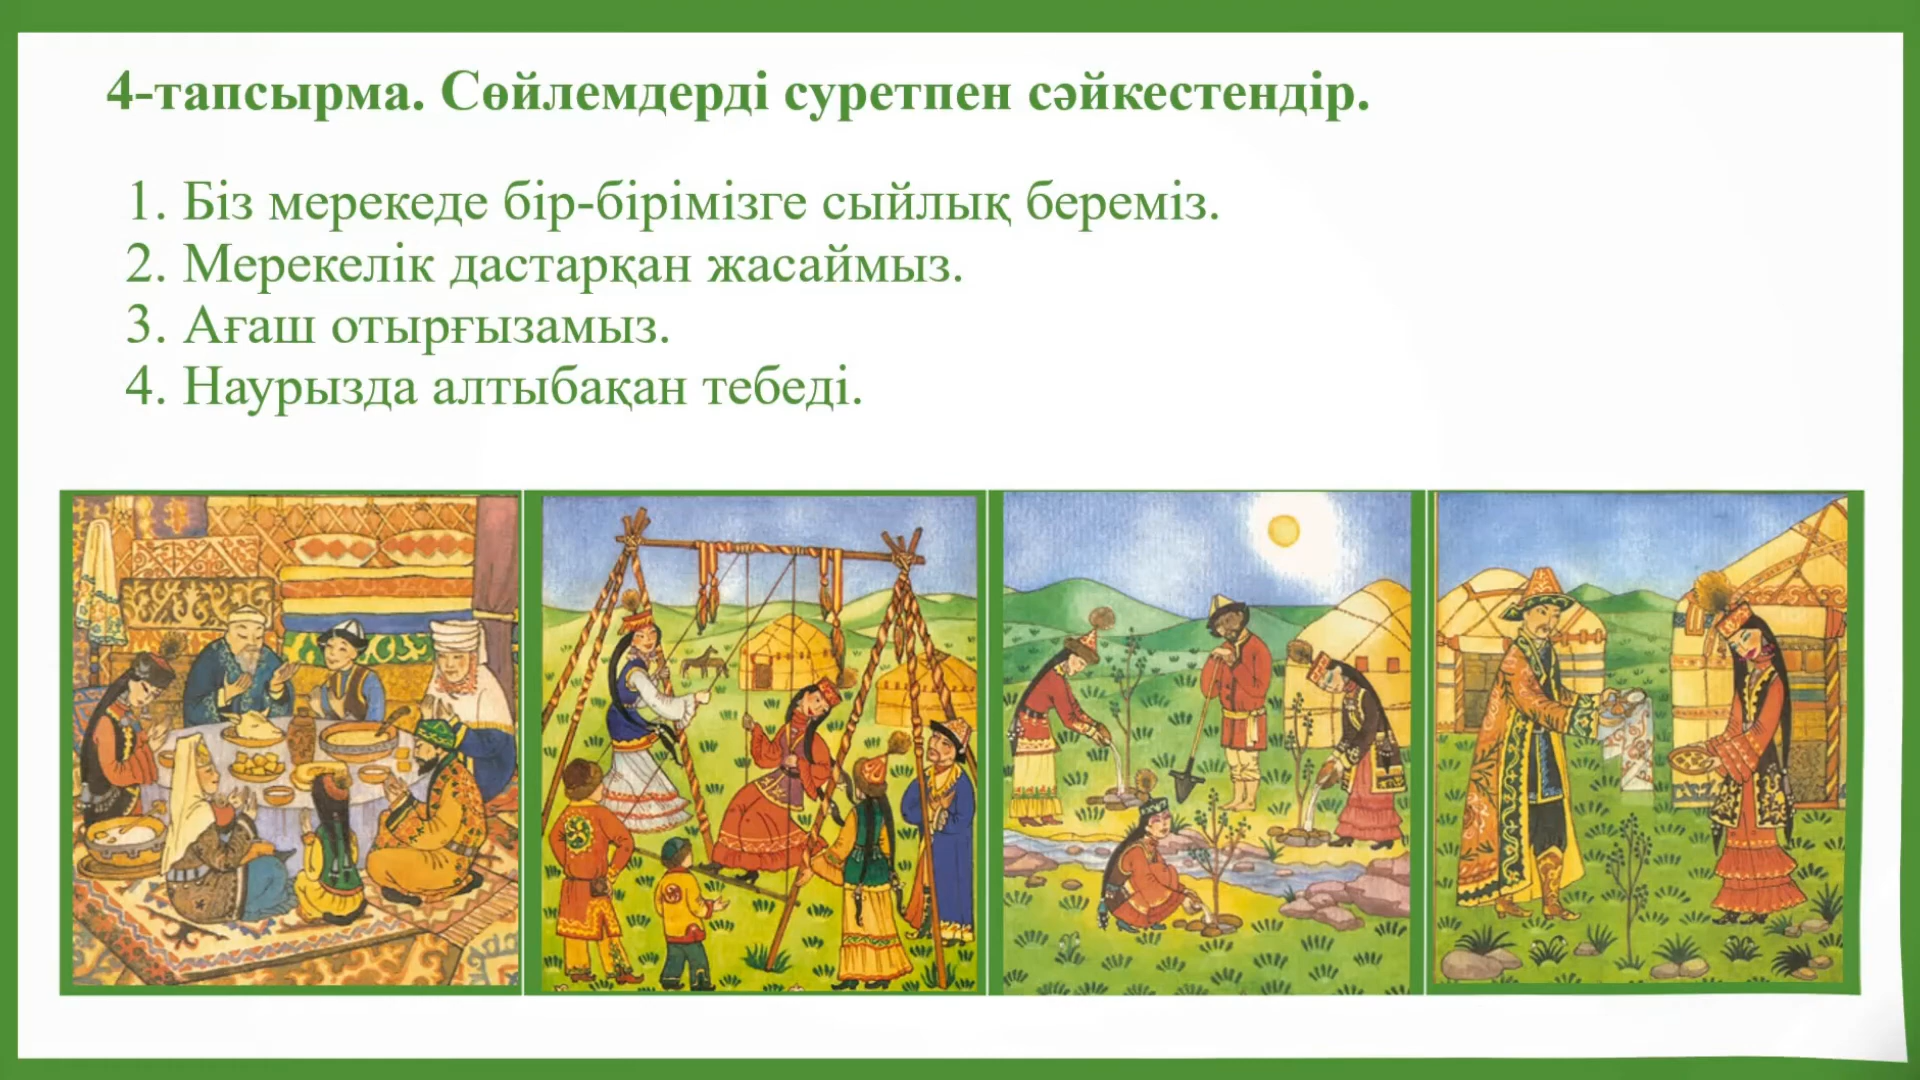 4-тапсырма. Сөйлемдерді суретпен сәйкестендір.
1. Біз мерекеде бір-бірімізге сыйлық береміз.
2. Мерекелік дастарқан жасаймыз.
3. Ағаш отырғызамыз.
4. Наурызда алтыбақан тебеді.